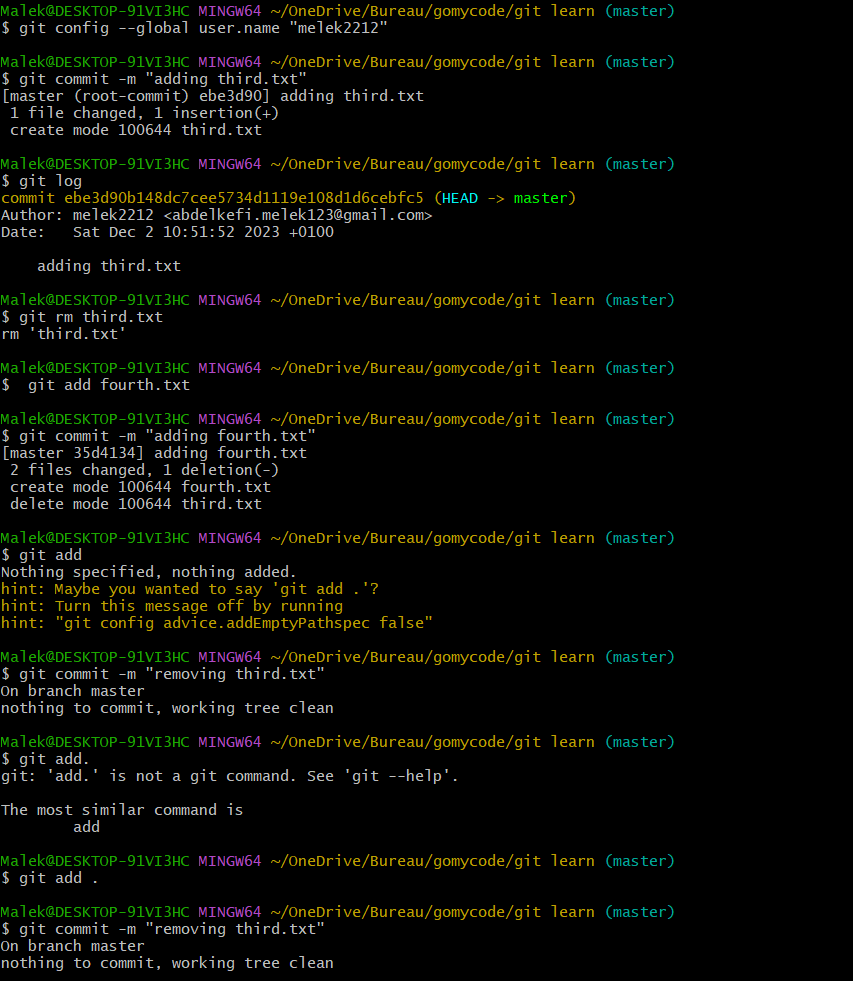 Malek@DESKTOP-91VI3HC MINGW64 ~/OneDrive/Bureau/gomycode/git learn (master)
$ git config --global user.name "melek2212"
Malek@DESKTOP-91VI3HC MINGW64 ~/OneDrive/Bureau/gomycode/git learn (master)
$ git commit -m "adding third.txt"
[master (root-commit) ebe3d90] adding third.txt
 1 file changed, 1 insertion(+)
 create mode 100644 third.txt
Malek@DESKTOP-91VI3HC MINGW64 ~/OneDrive/Bureau/gomycode/git learn (master)
$ git log
commit ebe3d90b148dc7cee5734d1119e108d1d6cebfc5 (HEAD -> master)
Author: melek2212 <abdelkefi.melek123@gmail.com>
Date:   Sat Dec 2 10:51:52 2023 +0100
    adding third.txt
Malek@DESKTOP-91VI3HC MINGW64 ~/OneDrive/Bureau/gomycode/git learn (master)
$ git rm third.txt
rm 'third.txt'
Malek@DESKTOP-91VI3HC MINGW64 ~/OneDrive/Bureau/gomycode/git learn (master)
$  git add fourth.txt
Malek@DESKTOP-91VI3HC MINGW64 ~/OneDrive/Bureau/gomycode/git learn (master)
$ git commit -m "adding fourth.txt"
[master 35d4134] adding fourth.txt
 2 files changed, 1 deletion(-)
 create mode 100644 fourth.txt
 delete mode 100644 third.txt
Malek@DESKTOP-91VI3HC MINGW64 ~/OneDrive/Bureau/gomycode/git learn (master)
$ git add
Nothing specified, nothing added.
hint: Maybe you wanted to say 'git add .'?
hint: Turn this message off by running
hint: "git config advice.addEmptyPathspec false"
Malek@DESKTOP-91VI3HC MINGW64 ~/OneDrive/Bureau/gomycode/git learn (master)
$ git commit -m "removing third.txt"
On branch master
nothing to commit, working tree clean
Malek@DESKTOP-91VI3HC MINGW64 ~/OneDrive/Bureau/gomycode/git learn (master)
$ git add.
git: 'add.' is not a git command. See 'git --help'.
The most similar command is
        add
Malek@DESKTOP-91VI3HC MINGW64 ~/OneDrive/Bureau/gomycode/git learn (master)
$ git add .
Malek@DESKTOP-91VI3HC MINGW64 ~/OneDrive/Bureau/gomycode/git learn (master)
$ git commit -m "removing third.txt"
On branch master
nothing to commit, working tree clean